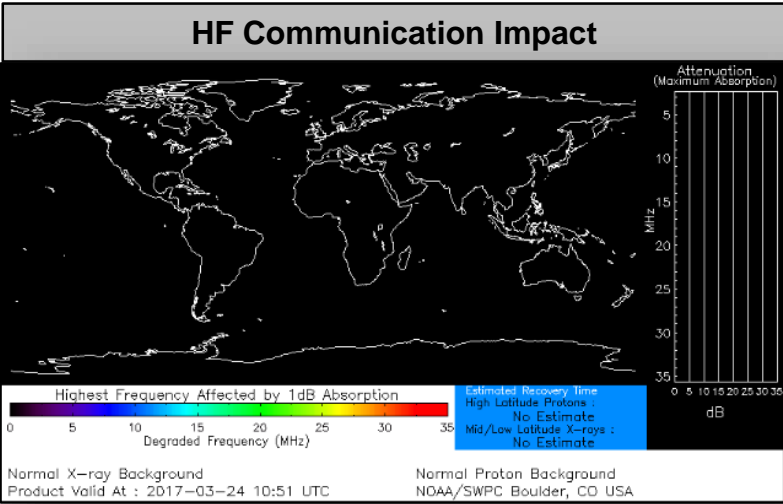 HF Communication Impact
Attenuation
(Maximum Absorption)
5
10
15
20
25
30
35
MHz
0 5 10 15 20 25 30 35
dB
Highest Frequency Affected by 1dB Absorption
0 5 10 15 20 25 30 35
Degraded Frequency (MHz)
Estimated Recovery Time
High Latitude Protons :
No Estimate
Mid/Low Latitude X-rays :
No Estimate
Normal X-ray Background
Normal Proton Background
Product Valid At : 2017-03-24 10:51 UTC
NOAA/SWPC Boulder, CO USA